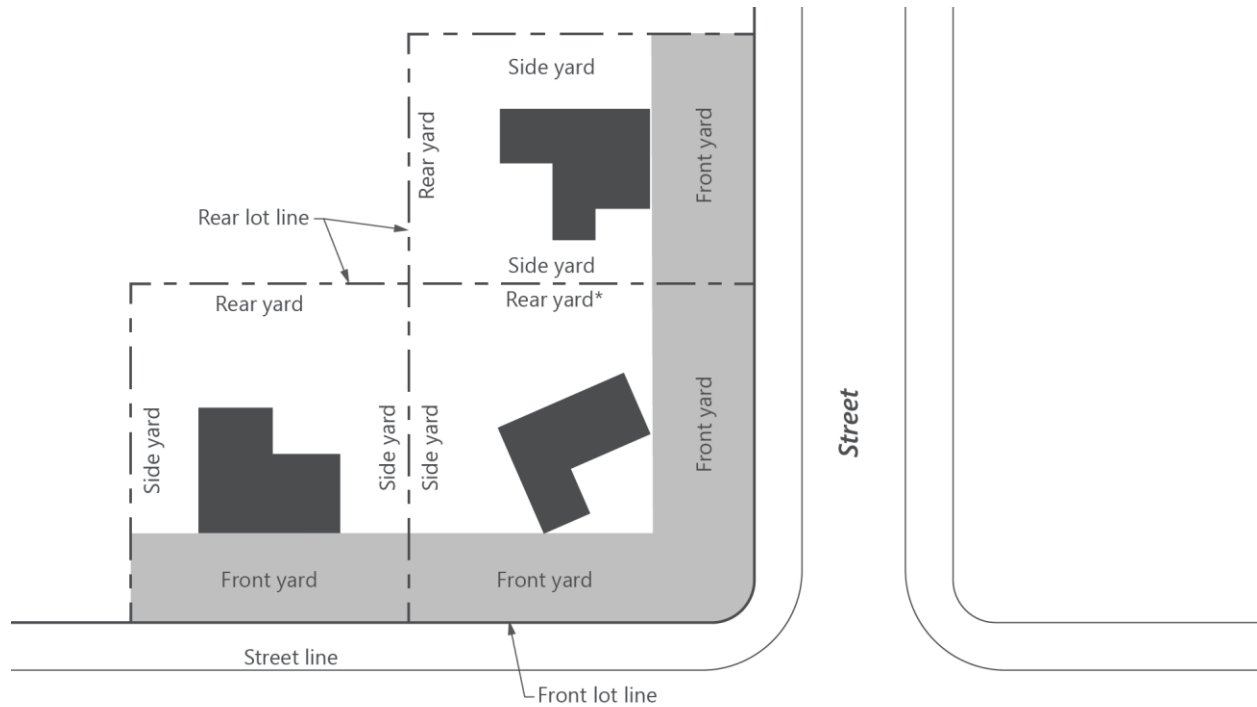 Side yard
Rear yard
Front yard
Rear lot line
Side yard
Rear yard
Rear yard*
Side yard
Side yard
Side yard
Front yard
Street
Front yard
Front yard
Street line
Front lot line